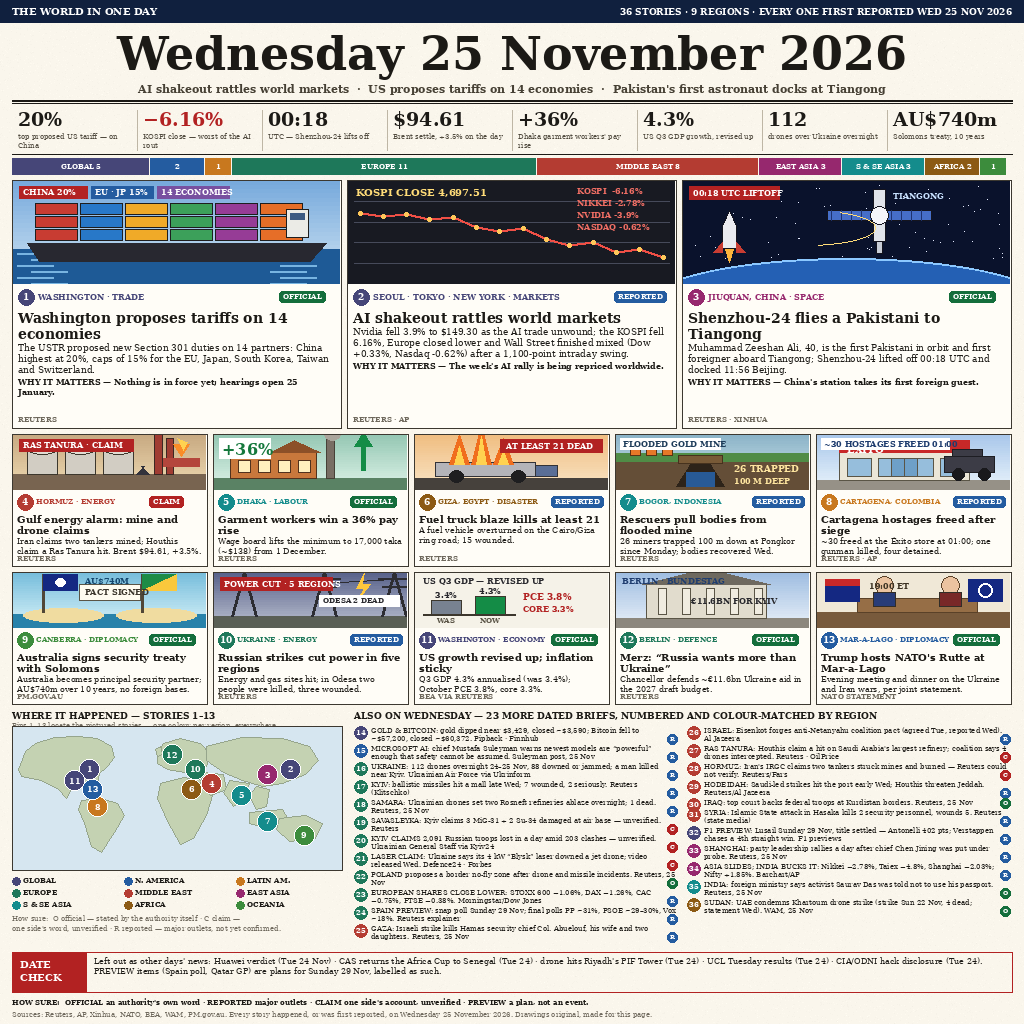 THE WORLD IN ONE DAY
36 STORIES · 9 REGIONS · EVERY ONE FIRST REPORTED WED 25 NOV 2026
Wednesday 25 November 2026
AI shakeout rattles world markets · US proposes tariffs on 14 economies · Pakistan's first astronaut docks at Tiangong
20%
top proposed US tariff — on
China
−6.16%
KOSPI close — worst of the AI
rout
00:18
UTC — Shenzhou-24 lifts off
$94.61
Brent settle, +3.5% on the day
+36%
Dhaka garment workers' pay
rise
4.3%
US Q3 GDP growth, revised up
112
drones over Ukraine overnight
AU$740m
Solomons treaty, 10 years
GLOBAL 5
2
1
EUROPE 11
MIDDLE EAST 8
EAST ASIA 3
S & SE ASIA 3
AFRICA 2
1
CHINA 20%
EU · JP 15%
14 ECONOMIES
1 WASHINGTON · TRADE
OFFICIAL
Washington proposes tariffs on 14
economies
The USTR proposed new Section 301 duties on 14 partners: China
highest at 20%, caps of 15% for the EU, Japan, South Korea, Taiwan
and Switzerland.
WHY IT MATTERS — Nothing is in force yet; hearings open 25
January.
REUTERS
KOSPI CLOSE 4,697.51
KOSPI -6.16%
NIKKEI -2.78%
NVIDIA -3.9%
NASDAQ -0.62%
2 SEOUL · TOKYO · NEW YORK · MARKETS
REPORTED
AI shakeout rattles world markets
Nvidia fell 3.9% to $149.30 as the AI trade unwound; the KOSPI fell
6.16%, Europe closed lower and Wall Street finished mixed (Dow
+0.33%, Nasdaq -0.62%) after a 1,100-point intraday swing.
WHY IT MATTERS — The week's AI rally is being repriced worldwide.
REUTERS · AP
00:18 UTC LIFTOFF
TIANGONG
3 JIUQUAN, CHINA · SPACE
OFFICIAL
Shenzhou-24 flies a Pakistani to
Tiangong
Muhammad Zeeshan Ali, 40, is the first Pakistani in orbit and first
foreigner aboard Tiangong; Shenzhou-24 lifted off 00:18 UTC and
docked 11:56 Beijing.
WHY IT MATTERS — China's station takes its first foreign guest.
REUTERS · XINHUA
RAS TANURA · CLAIM
4 HORMUZ · ENERGY
CLAIM
Gulf energy alarm: mine and
drone claims
Iran claims two tankers mined; Houthis
claim a Ras Tanura hit. Brent $94.61, +3.5%.
REUTERS
+36%
5 DHAKA · LABOUR
OFFICIAL
Garment workers win a 36% pay
rise
Wage board lifts the minimum to 17,000 taka
(~$138) from 1 December.
REUTERS
AT LEAST 21 DEAD
6 GIZA, EGYPT · DISASTER
REPORTED
Fuel truck blaze kills at least 21
A fuel vehicle overturned on the Cairo/Giza
ring road; 15 wounded.
REUTERS
FLOODED GOLD MINE
26 TRAPPED
100 M DEEP
7 BOGOR, INDONESIA
REPORTED
Rescuers pull bodies from
flooded mine
26 miners trapped 100 m down at Pongkor
since Monday; bodies recovered Wed.
REUTERS
~30 HOSTAGES FREED 01:00
8 CARTAGENA, COLOMBIA
REPORTED
Cartagena hostages freed after
siege
~30 freed at the Éxito store at 01:00; one
gunman killed, four detained.
REUTERS · AP
AU$740M
PACT SIGNED
9 CANBERRA · DIPLOMACY
OFFICIAL
Australia signs security treaty
with Solomons
Australia becomes principal security partner;
AU$740m over 10 years, no foreign bases.
PM.GOV.AU
POWER CUT · 5 REGIONS
ODESA 2 DEAD
10 UKRAINE · ENERGY
REPORTED
Russian strikes cut power in five
regions
Energy and gas sites hit; in Odesa two
people were killed, three wounded.
REUTERS
US Q3 GDP — REVISED UP
3.4%
4.3%
PCE 3.8%
CORE 3.3%
WAS
NOW
11 WASHINGTON · ECONOMY
OFFICIAL
US growth revised up; inflation
sticky
Q3 GDP 4.3% annualised (was 3.4%);
October PCE 3.8%, core 3.3%.
BEA VIA REUTERS
BERLIN · BUNDESTAG
€11.6BN FOR KYIV
12 BERLIN · DEFENCE
OFFICIAL
Merz: “Russia wants more than
Ukraine”
Chancellor defends ~€11.6bn Ukraine aid in
the 2027 draft budget.
REUTERS
19:00 ET
13 MAR-A-LAGO · DIPLOMACY
OFFICIAL
Trump hosts NATO's Rutte at
Mar-a-Lago
Evening meeting and dinner on the Ukraine
and Iran wars, per joint statement.
NATO STATEMENT
WHERE IT HAPPENED — STORIES 1–13
1
2
3
4
5
6
7
8
9
10
11
12
13
GLOBAL
N. AMERICA
LATIN AM.
EUROPE
MIDDLE EAST
EAST ASIA
S & SE ASIA
AFRICA
OCEANIA
How sure: O official — stated by the authority itself · C claim —
one side's word, unverified · R reported — major outlets, not yet confirmed.
ALSO ON WEDNESDAY — 23 MORE DATED BRIEFS, NUMBERED AND COLOUR-MATCHED BY REGION
14 GOLD & BITCOIN: gold dipped near $3,429, closed ~$3,590; Bitcoin fell to
~$57,200, closed ~$60,372. Pipback · Finnhub R
15 MICROSOFT AI: chief Mustafa Suleyman warns newest models are “powerful”
enough that safety cannot be assumed. Suleyman post, 25 Nov R
16 UKRAINE: 112 drones overnight 24–25 Nov, 88 downed or jammed; a man killed
near Kyiv. Ukrainian Air Force via Ukrinform R
17 KYIV: ballistic missiles hit a mall late Wed; 7 wounded, 2 seriously. Reuters
(Klitschko) R
18 SAMARA: Ukrainian drones set two Rosneft refineries ablaze overnight; 1 dead.
Reuters, 25 Nov R
19 SAVASLEYKA: Kyiv claims 3 MiG-31 + 2 Su-34 damaged at air base — unverified.
Reuters C
20 KYIV CLAIMS 2,091 Russian troops lost in a day amid 203 clashes — unverified.
Ukrainian General Staff via Kyiv24 C
21 LASER CLAIM: Ukraine says its 4 kW “Blysk” laser downed a jet drone; video
released Wed. Defence24 · Forbes C
22 POLAND proposes a border no-fly zone after drone and missile incidents. Reuters, 25
Nov O
23 EUROPEAN SHARES CLOSE LOWER: STOXX 600 −1.06%, DAX −1.26%, CAC
−0.75%, FTSE −0.38%. Morningstar/Dow Jones R
24 SPAIN PREVIEW: snap poll Sunday 29 Nov; final polls PP ~31%, PSOE ~29–30%, Vox
~18%. Reuters explainer R
25 GAZA: Israeli strike kills Hamas security chief Col. Abuelouf, his wife and two
daughters. Reuters, 25 Nov R
26 ISRAEL: Eisenkot forges anti-Netanyahu coalition pact (agreed Tue, reported Wed).
Al Jazeera R
27 RAS TANURA: Houthis claim a hit on Saudi Arabia's largest refinery; coalition says 4
drones intercepted. Reuters · OilPrice C
28 HORMUZ: Iran's IRGC claims two tankers struck mines and burned — Reuters could
not verify. Reuters/Fars C
29 HODEIDAH: Saudi-led strikes hit the port early Wed; Houthis threaten Jeddah.
Reuters/Al Jazeera R
30 IRAQ: top court backs federal troops at Kurdistan borders. Reuters, 25 Nov O
31 SYRIA: Islamic State attack in Hasaka kills 2 security personnel, wounds 5. Reuters
(state media) R
32 F1 PREVIEW: Lusail Sunday 29 Nov, title settled — Antonelli 402 pts; Verstappen
chases a 4th straight win. F1 previews R
33 SHANGHAI: party leadership rallies a day after chief Chen Jining was put under
probe. Reuters, 25 Nov R
34 ASIA SLIDES; INDIA BUCKS IT: Nikkei −2.78%, Taiex −4.8%, Shanghai −2.03%;
Nifty +1.85%. Barchart/AP R
35 INDIA: foreign ministry says activist Saurav Das was told not to use his passport.
Reuters, 25 Nov O
36 SUDAN: UAE condemns Khartoum drone strike (strike Sun 22 Nov, 4 dead;
statement Wed). WAM, 25 Nov O
DATE
CHECK
Left out as other days' news: Huawei verdict (Tue 24 Nov) · CAS returns the Africa Cup to Senegal (Tue 24) · drone hits Riyadh's PIF Tower (Tue 24) · UCL Tuesday results (Tue 24) · CIA/ODNI hack disclosure (Tue 24).
PREVIEW items (Spain poll, Qatar GP) are plans for Sunday 29 Nov, labelled as such.
HOW SURE: OFFICIAL an authority's own word · REPORTED major outlets · CLAIM one side's account, unverified · PREVIEW a plan, not an event.
Sources: Reuters, AP, Xinhua, NATO, BEA, WAM, PM.gov.au. Every story happened, or was first reported, on Wednesday 25 November 2026. Drawings original, made for this page.